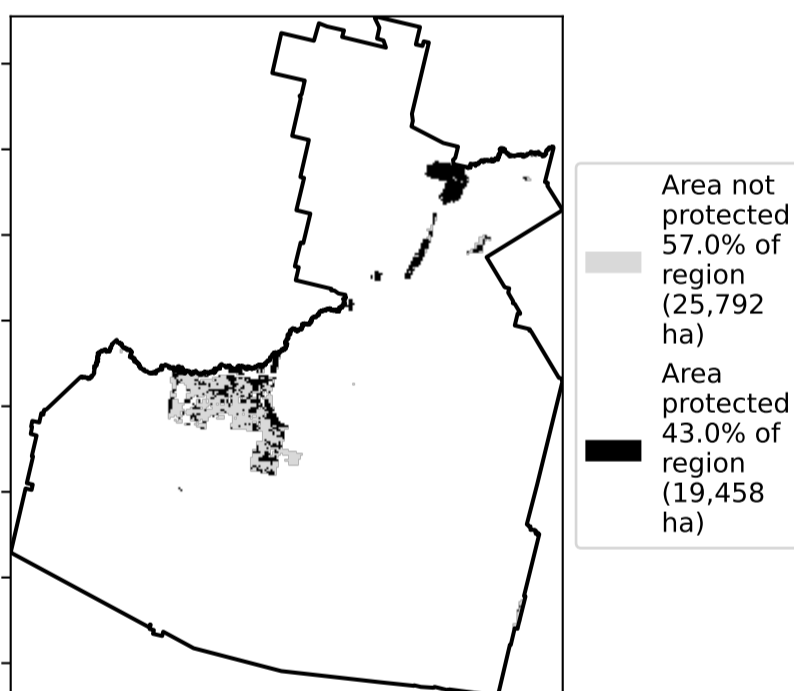 Area not
protected
57.0% of
region
(25,792
ha)
Area
protected
43.0% of
region
(19,458
ha)